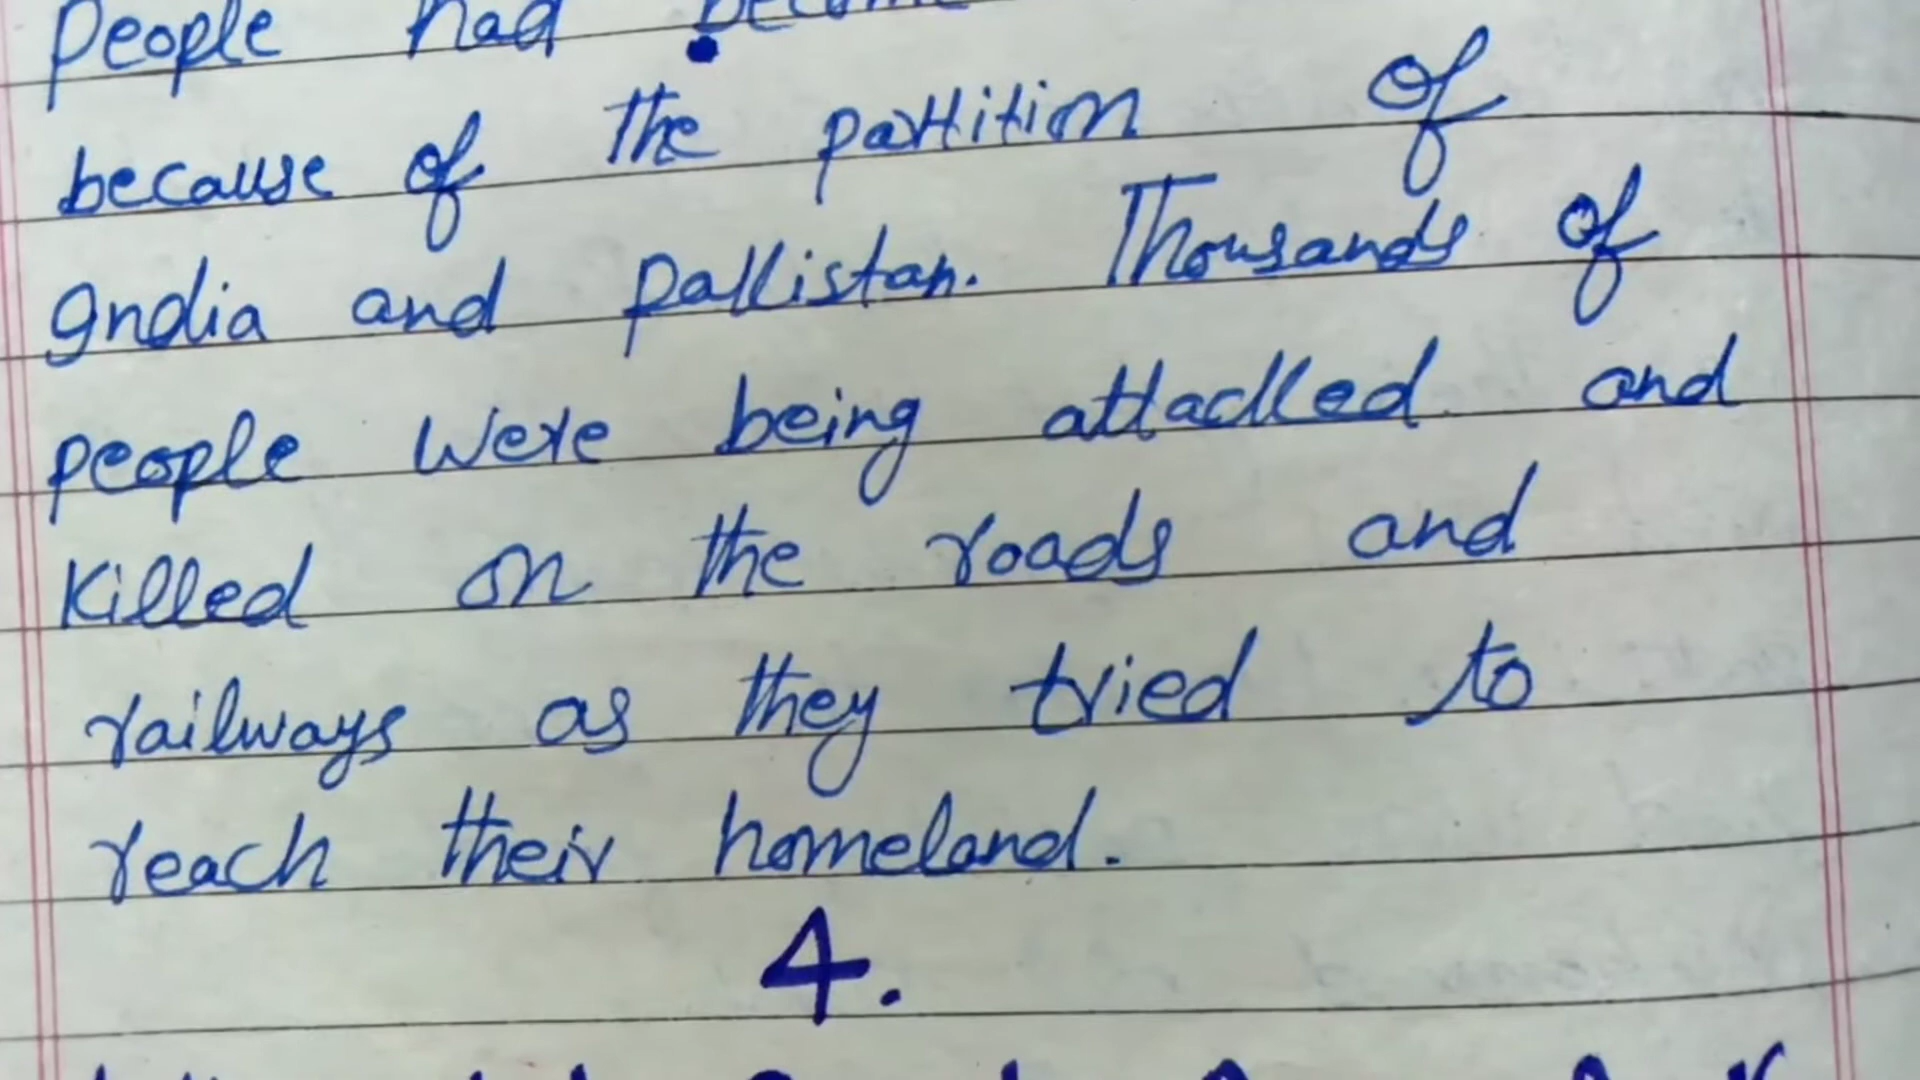 people had become
because of the partition of
India and pakistan. Thousands of
people were being attacked and
killed on the roads and
railways as they tried to
reach their homeland.
4.